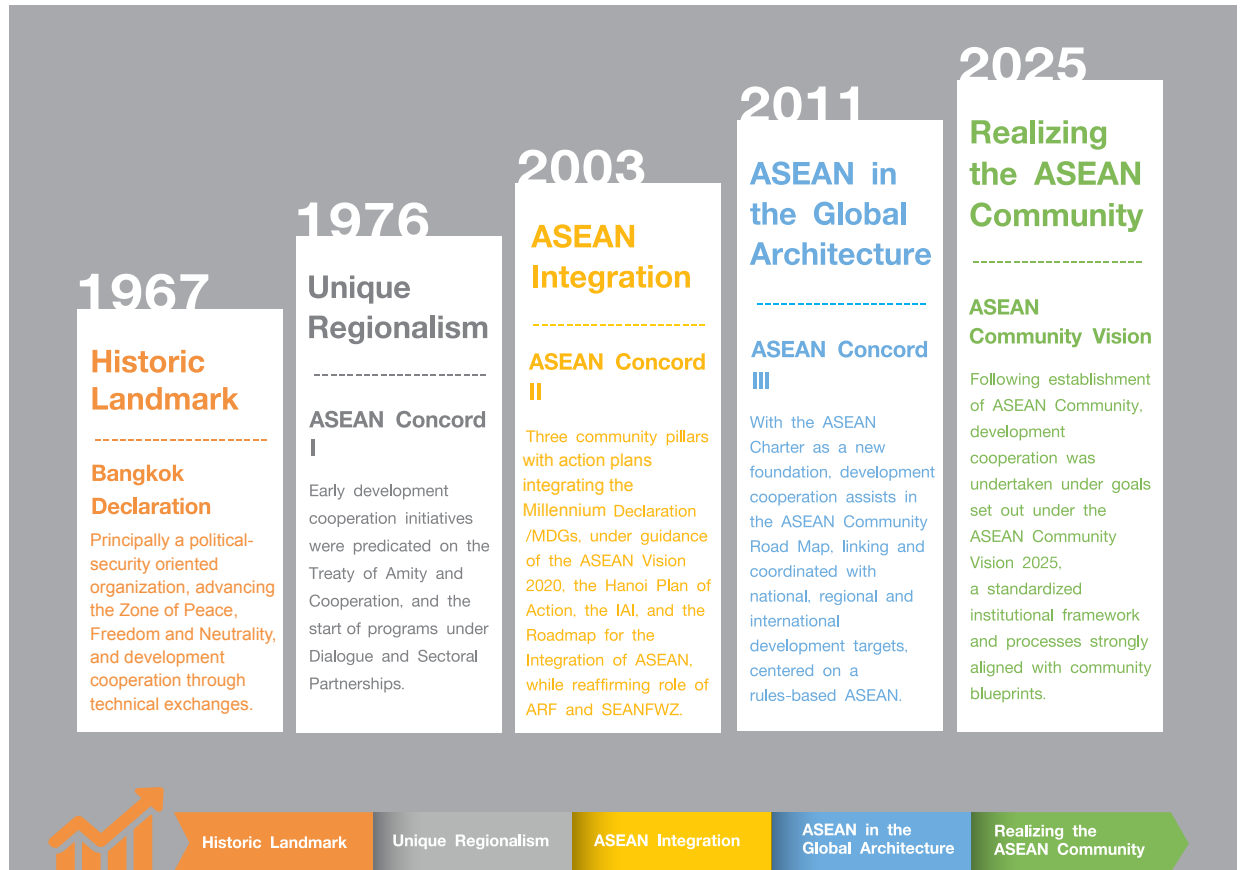 1967
Historic
Landmark
Bangkok
Declaration
Principally a political-
security oriented
organization, advancing
the Zone of Peace,
Freedom and Neutrality,
and development
cooperation through
technical exchanges.
1976
Unique
Regionalism
ASEAN Concord
I
Early development
cooperation initiatives
were predicated on the
Treaty of Amity and
Cooperation, and the
start of programs under
Dialogue and Sectoral
Partnerships.
2003
ASEAN
Integration
ASEAN Concord
II
Three community pillars
with action plans
integrating the
Millennium Declaration
/MDGs, under guidance
of the ASEAN Vision
2020, the Hanoi Plan of
Action, the IAI, and the
Roadmap for the
Integration of ASEAN,
while reaffirming role of
ARF and SEANFWZ.
2011
ASEAN in
the Global
Architecture
ASEAN Concord
III
With the ASEAN
Charter as a new
foundation, development
cooperation assists in
the ASEAN Community
Road Map, linking and
coordinated with
national, regional and
international
development targets,
centered on a
rules-based ASEAN.
2025
Realizing
the ASEAN
Community
ASEAN
Community Vision
Following establishment
of ASEAN Community,
development
cooperation was
undertaken under goals
set out under the
ASEAN Community
Vision 2025,
a standardized
institutional framework
and processes strongly
aligned with community
blueprints.
Historic Landmark
Unique Regionalism
ASEAN Integration
ASEAN in the
Global Architecture
Realizing the
ASEAN Community